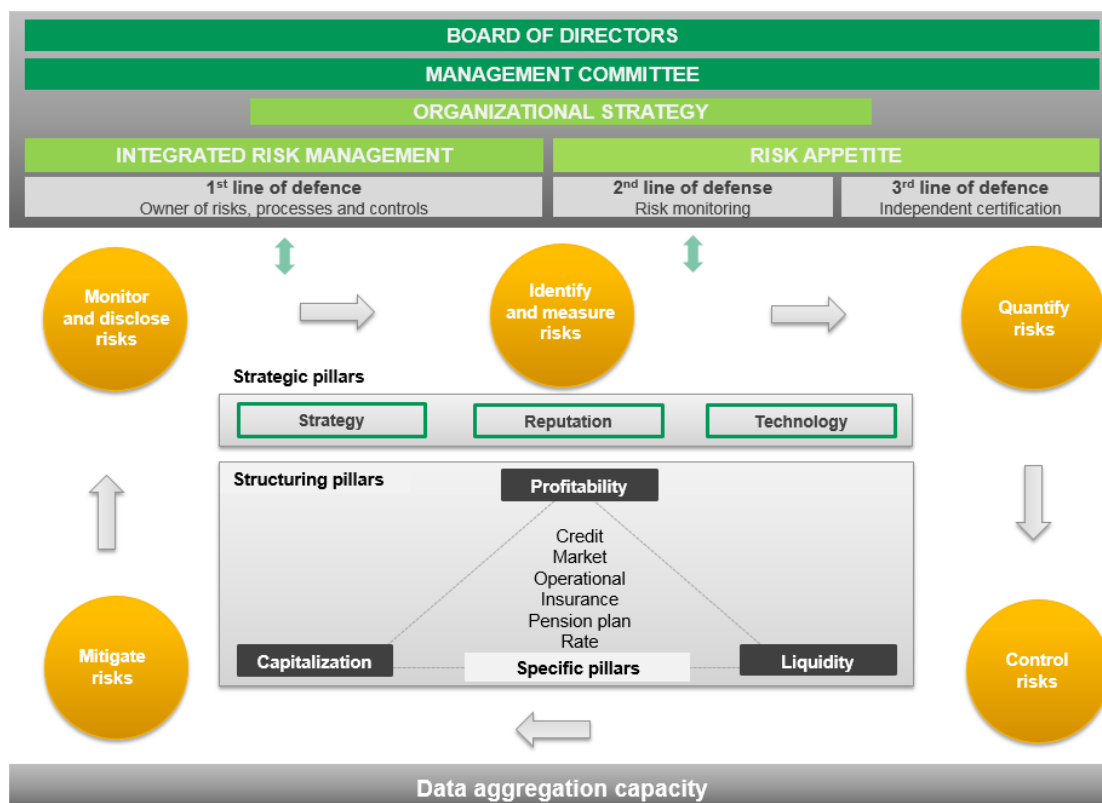 BOARD OF DIRECTORS
MANAGEMENT COMMITTEE
ORGANIZATIONAL STRATEGY
INTEGRATED RISK MANAGEMENT
RISK APPETITE
1st line of defence
Owner of risks, processes and controls
2nd line of defense
Risk monitoring
3rd line of defence
Independent certification
Monitor
and disclose
risks
Identify
and measure
risks
Quantify
risks
Strategic pillars
Strategy
Reputation
Technology
Structuring pillars
Profitability
Credit
Market
Operational
Insurance
Pension plan
Rate
Capitalization
Specific pillars
Liquidity
Mitigate
risks
Control
risks
Data aggregation capacity